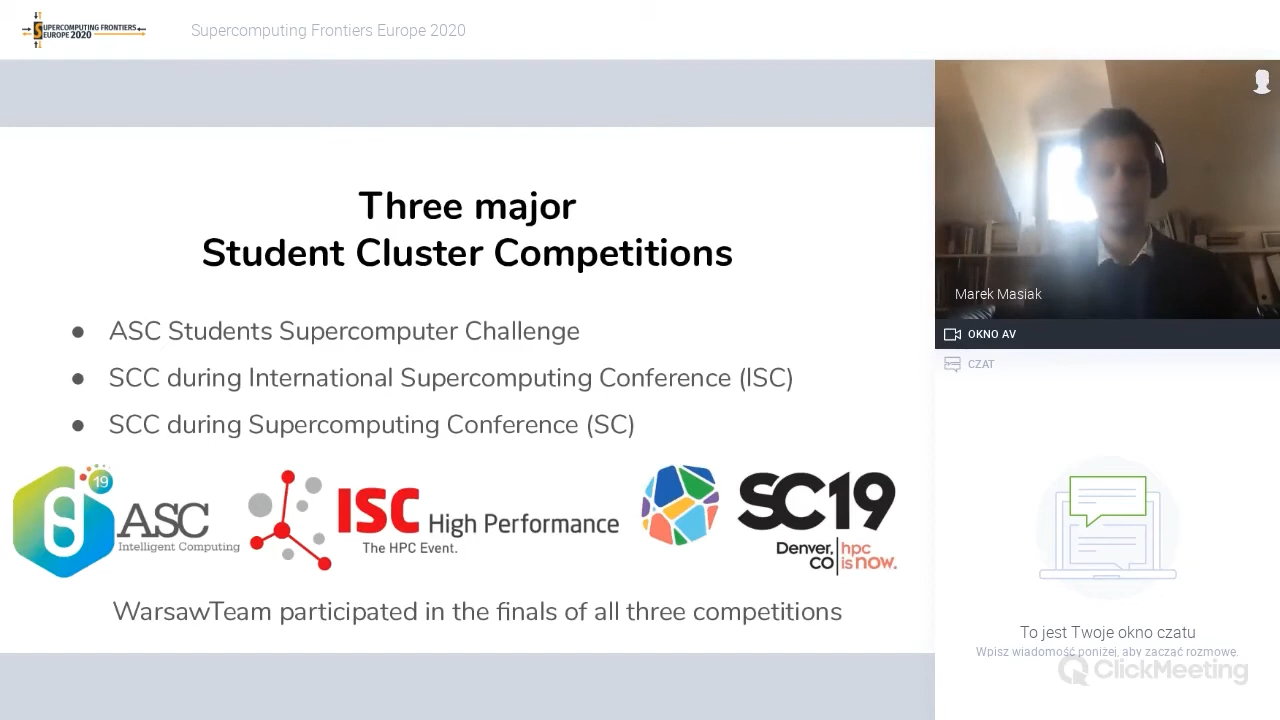 SUPERCOMPUTING FRONTIERS
EUROPE 2020
Supercomputing Frontiers Europe 2020
Three major
Student Cluster Competitions
● ASC Students Supercomputer Challenge
● SCC during International Supercomputing Conference (ISC)
● SCC during Supercomputing Conference (SC)
19
ASC
Intelligent Computing
ISC High Performance
The HPC Event.
SC19
Denver, CO
hpc is now.
WarsawTeam participated in the finals of all three competitions
Marek Masiak
OKNO AV
CZAT
To jest Twoje okno czatu
Wpisz wiadomość poniżej, aby zacząć rozmowę.
ClickMeeting